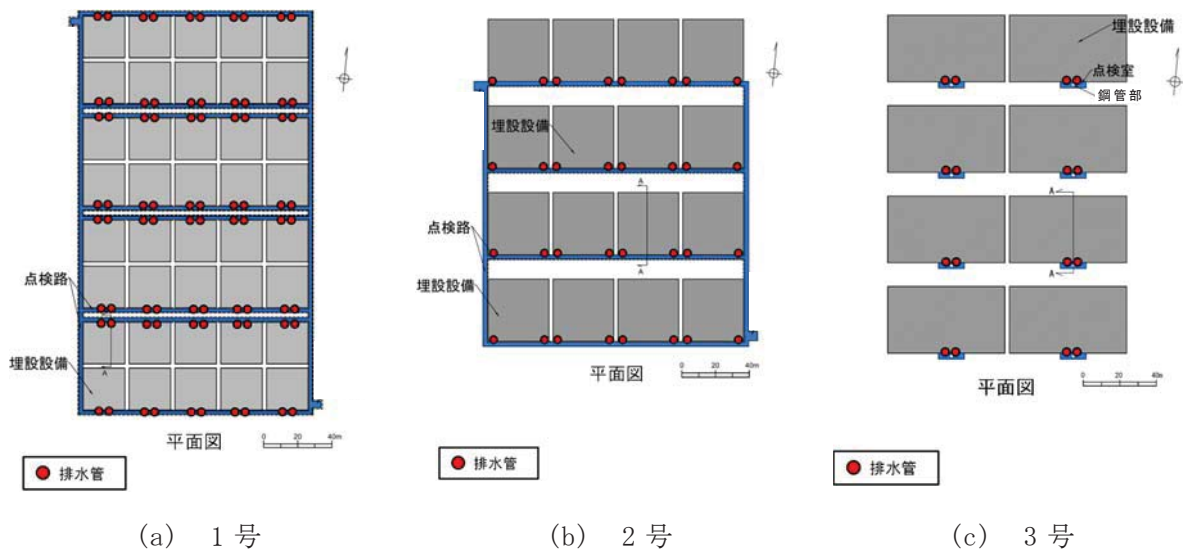 点検路
埋設設備
A
A
平面図
0 20 40m
排水管
(a) 1号
埋設設備
点検路
埋設設備
A
A
平面図
0 20 40m
排水管
(b) 2号
埋設設備
点検室
鋼管部
A
A
平面図
0 20 40m
排水管
(c) 3号